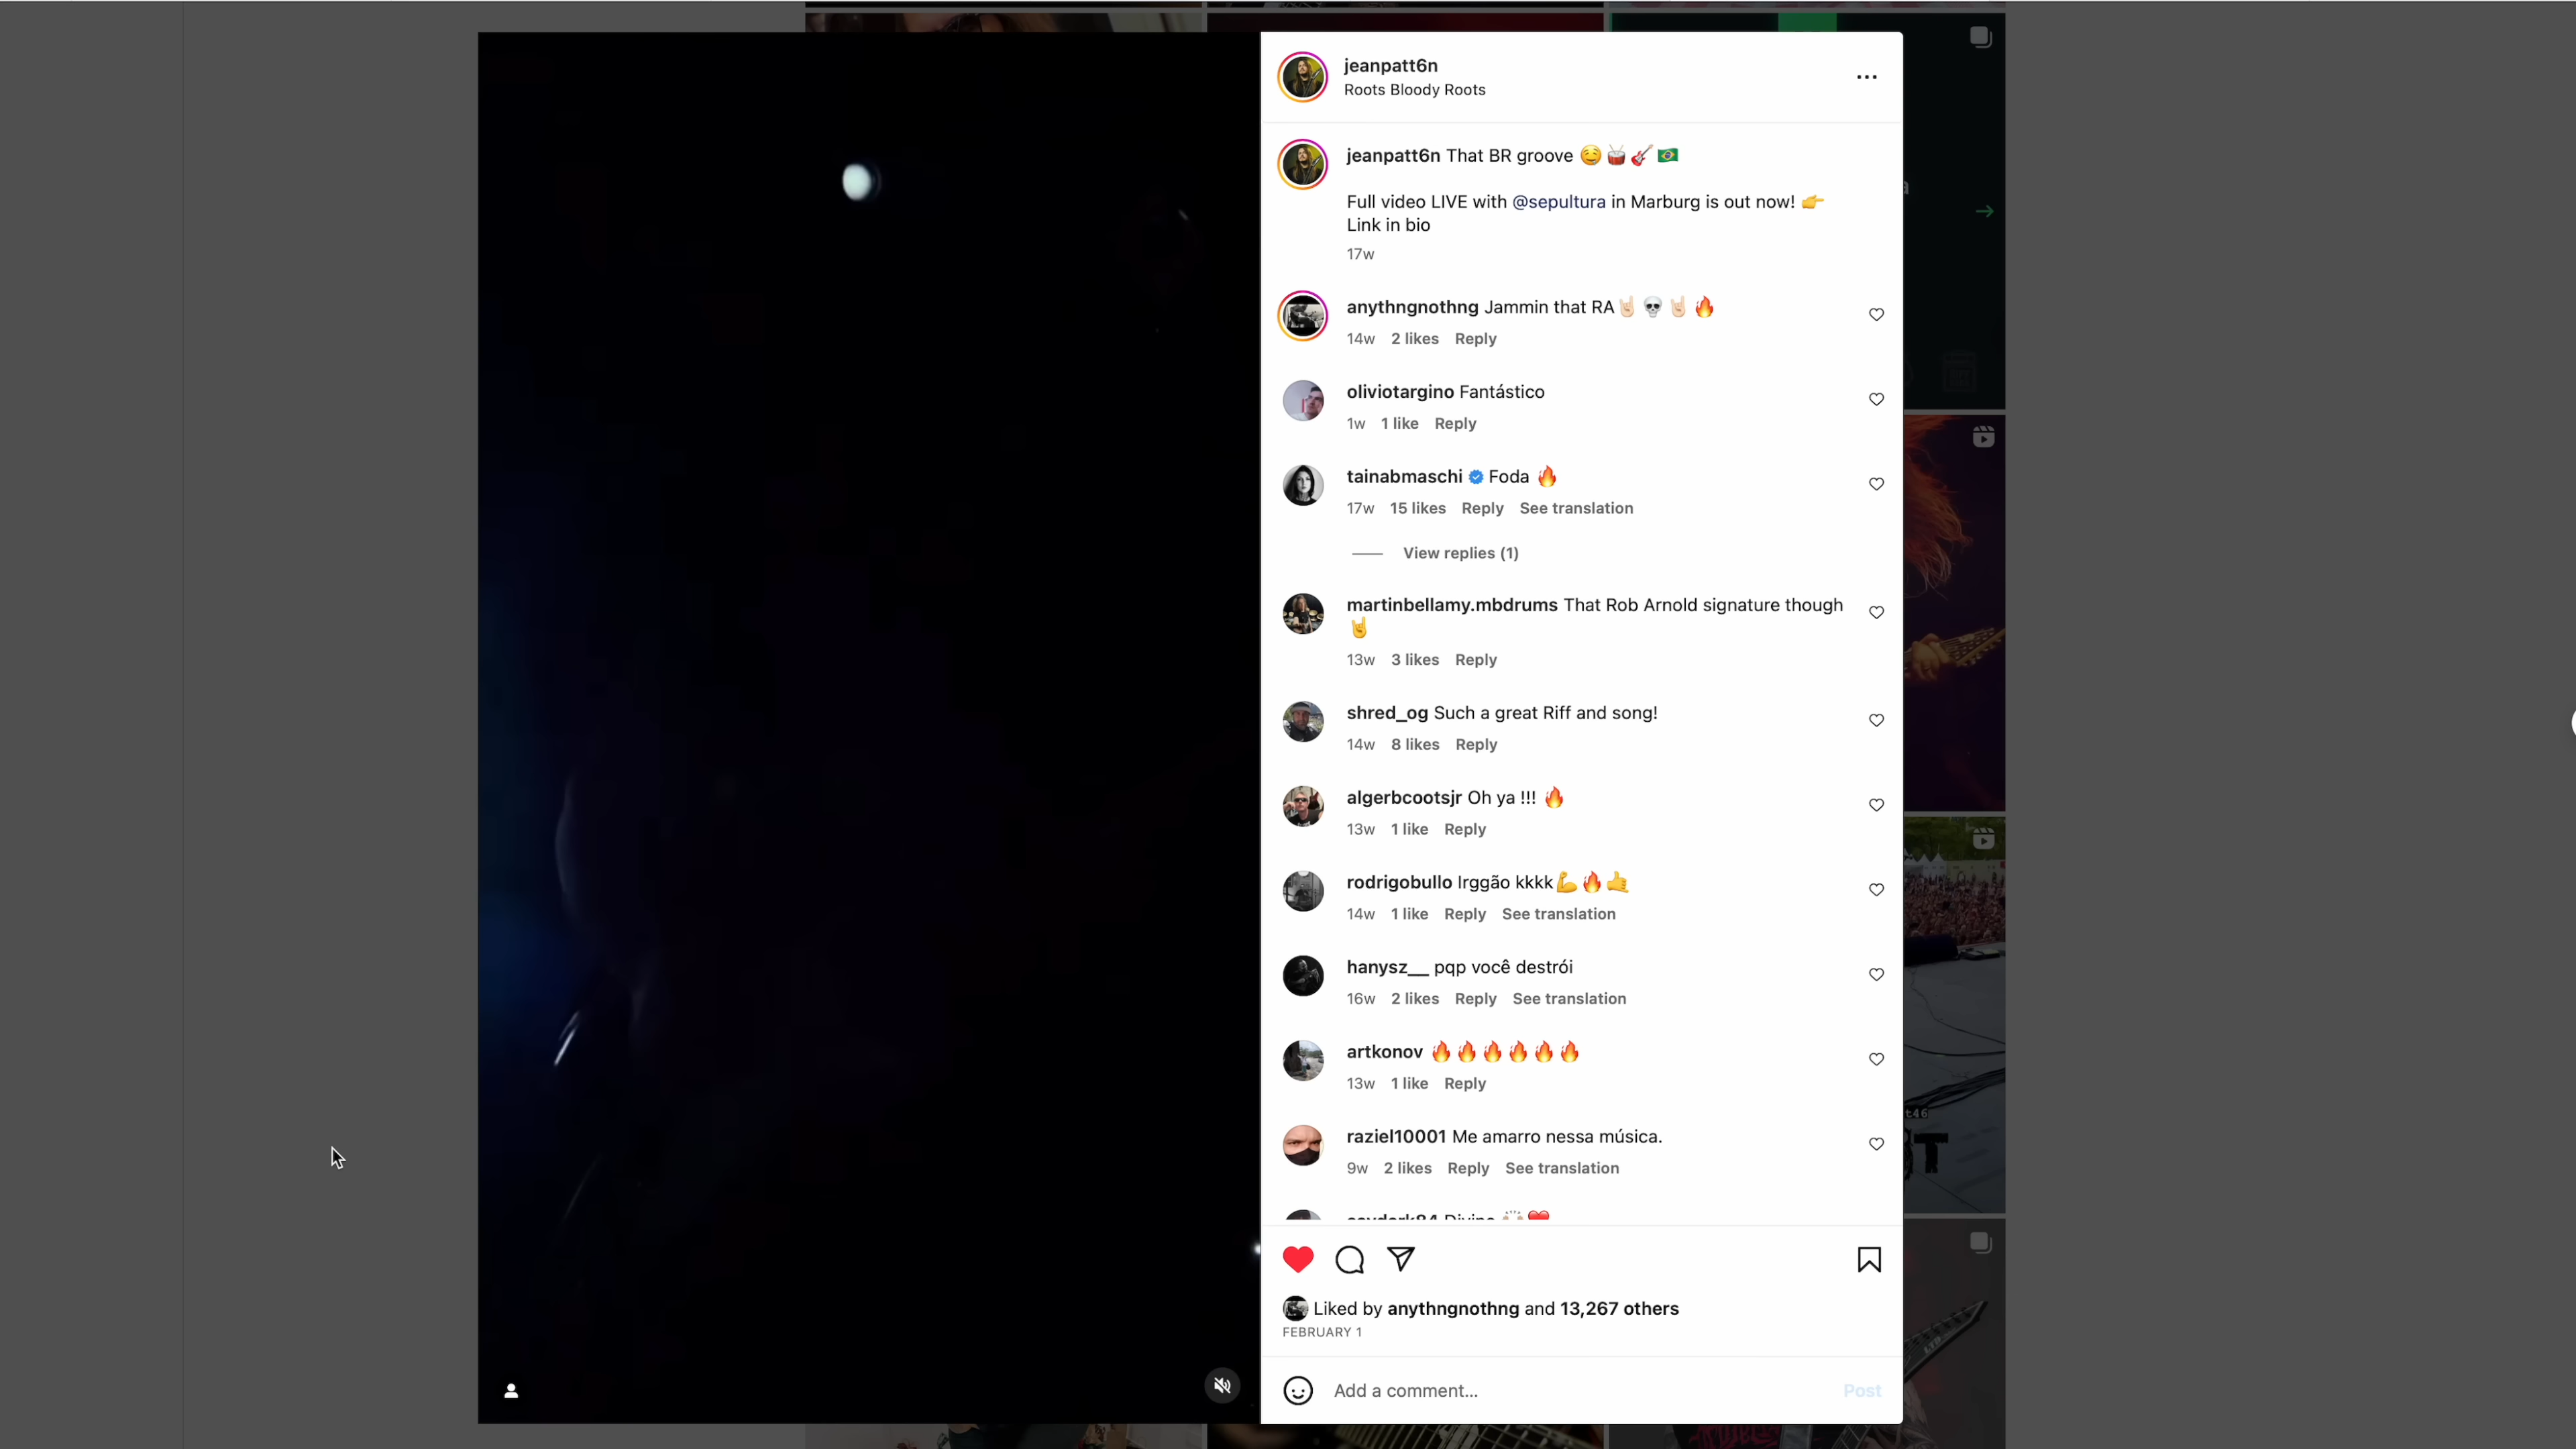 jeanpatt6n
Roots Bloody Roots
jeanpatt6n That BR groove 🤤🥁🎸🇧🇷
Full video LIVE with @sepultura in Marburg is out now! 👉
Link in bio
17w
anythngnothng Jammin that RA🤘🏻💀🤘🏻🔥
14w 2 likes Reply
oliviotargino Fantástico
1w 1 like Reply
tainabmaschi Foda 🔥
17w 15 likes Reply See translation
View replies (1)
martinbellamy.mbdrums That Rob Arnold signature though
🤘
13w 3 likes Reply
shred_og Such a great Riff and song!
14w 8 likes Reply
algerbcootsjr Oh ya !!! 🔥
13w 1 like Reply
rodrigobullo Irggão kkkk💪🔥🤙
14w 1 like Reply See translation
hanysz__ pqp você destrói
16w 2 likes Reply See translation
artkonov 🔥🔥🔥🔥🔥🔥
13w 1 like Reply
raziel10001 Me amarro nessa música.
9w 2 likes Reply See translation
Liked by anythngnothng and 13,267 others
FEBRUARY 1
Add a comment...
Post